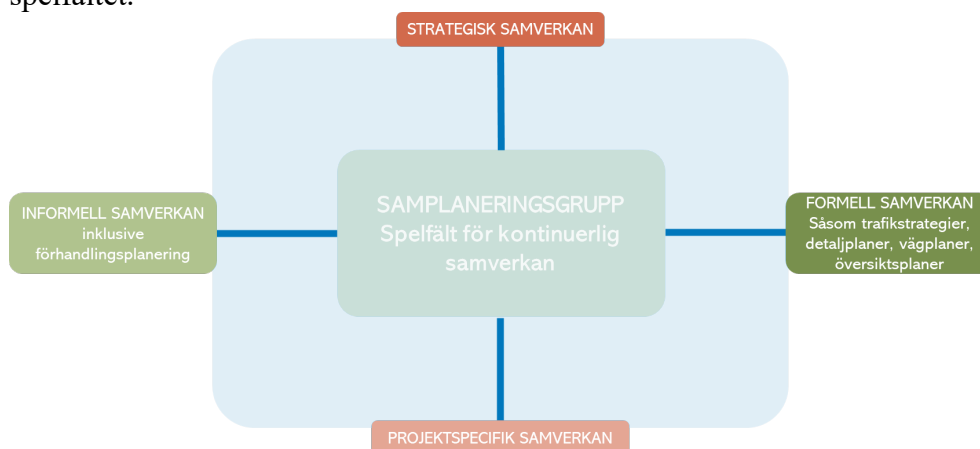 spelfältet.
STRATEGISK SAMVERKAN
SAMPLANERINGSGRUPP
Spelfält för kontinuerlig
samverkan
INFORMELL SAMVERKAN
inklusive
förhandlingsplanering
FORMELL SAMVERKAN
Såsom trafikstrategier,
detaljplaner, vägplaner,
översiktsplaner
PROJEKTSPECIFIK SAMVERKAN